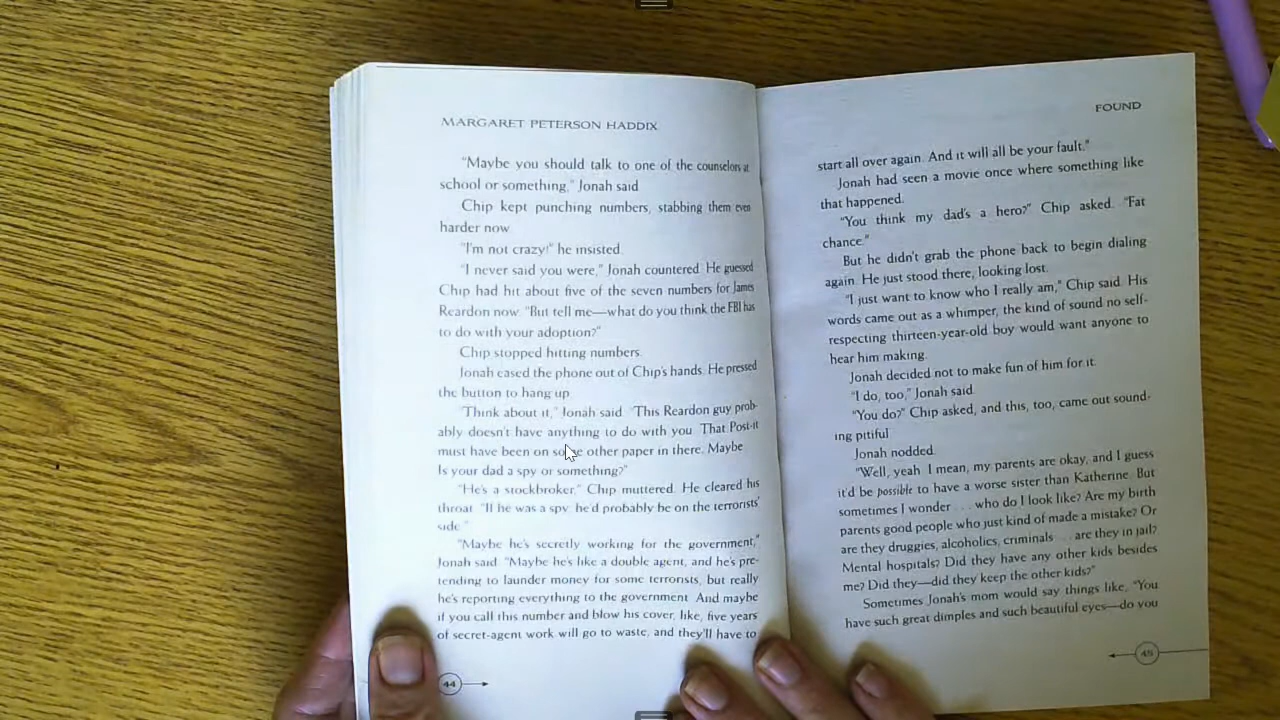 MARGARET PETERSON HADDIX
"Maybe you should talk to one of the counselors at
school or something," Jonah said.
Chip kept punching numbers, stabbing them even
harder now.
"I'm not crazy!" he insisted.
"I never said you were," Jonah countered. He guessed
Chip had hit about five of the seven numbers for James
Reardon now. "But tell me—what do you think the FBI has
to do with your adoption?"
Chip stopped hitting numbers.
Jonah eased the phone out of Chip's hands. He pressed
the button to hang up.
"Think about it," Jonah said. "This Reardon guy prob-
ably doesn't have anything to do with you. That Post-it
must have been on some other paper in there. Maybe
Is your dad a spy or something?"
"He's a stockbroker," Chip muttered. He cleared his
throat. "If he was a spy, he'd probably be on the terrorists'
side."
"Maybe he's secretly working for the government,"
Jonah said. "Maybe he's like a double agent, and he's pre-
tending to launder money for some terrorists, but really
he's reporting everything to the government. And maybe
if you call this number and blow his cover, like, five years
of secret-agent work will go to waste, and they'll have to
44
FOUND
start all over again. And it will all be your fault."
Jonah had seen a movie once where something like
that happened.
"You think my dad's a hero?" Chip asked. "Fat
chance."
But he didn't grab the phone back to begin dialing
again. He just stood there, looking lost.
"I just want to know who I really am," Chip said. His
words came out as a whimper, the kind of sound no self-
respecting thirteen-year-old boy would want anyone to
hear him making.
Jonah decided not to make fun of him for it.
"I do, too," Jonah said.
"You do?" Chip asked, and this, too, came out sound-
ing pitiful.
Jonah nodded.
"Well, yeah. I mean, my parents are okay, and I guess
it'd be possible to have a worse sister than Katherine. But
sometimes I wonder . . . who do I look like? Are my birth
parents good people who just kind of made a mistake? Or
are they druggies, alcoholics, criminals . . . are they in jail?
Mental hospitals? Did they have any other kids besides
me? Did they—did they keep the other kids?"
Sometimes Jonah's mom would say things like, "You
have such great dimples and such beautiful eyes—do you
45